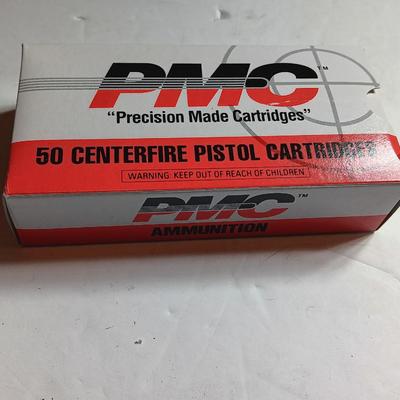 PMC™
"Precision Made Cartridges"
50 CENTERFIRE PISTOL CARTRIDGES
WARNING: KEEP OUT OF REACH OF CHILDREN
PMC™
AMMUNITION